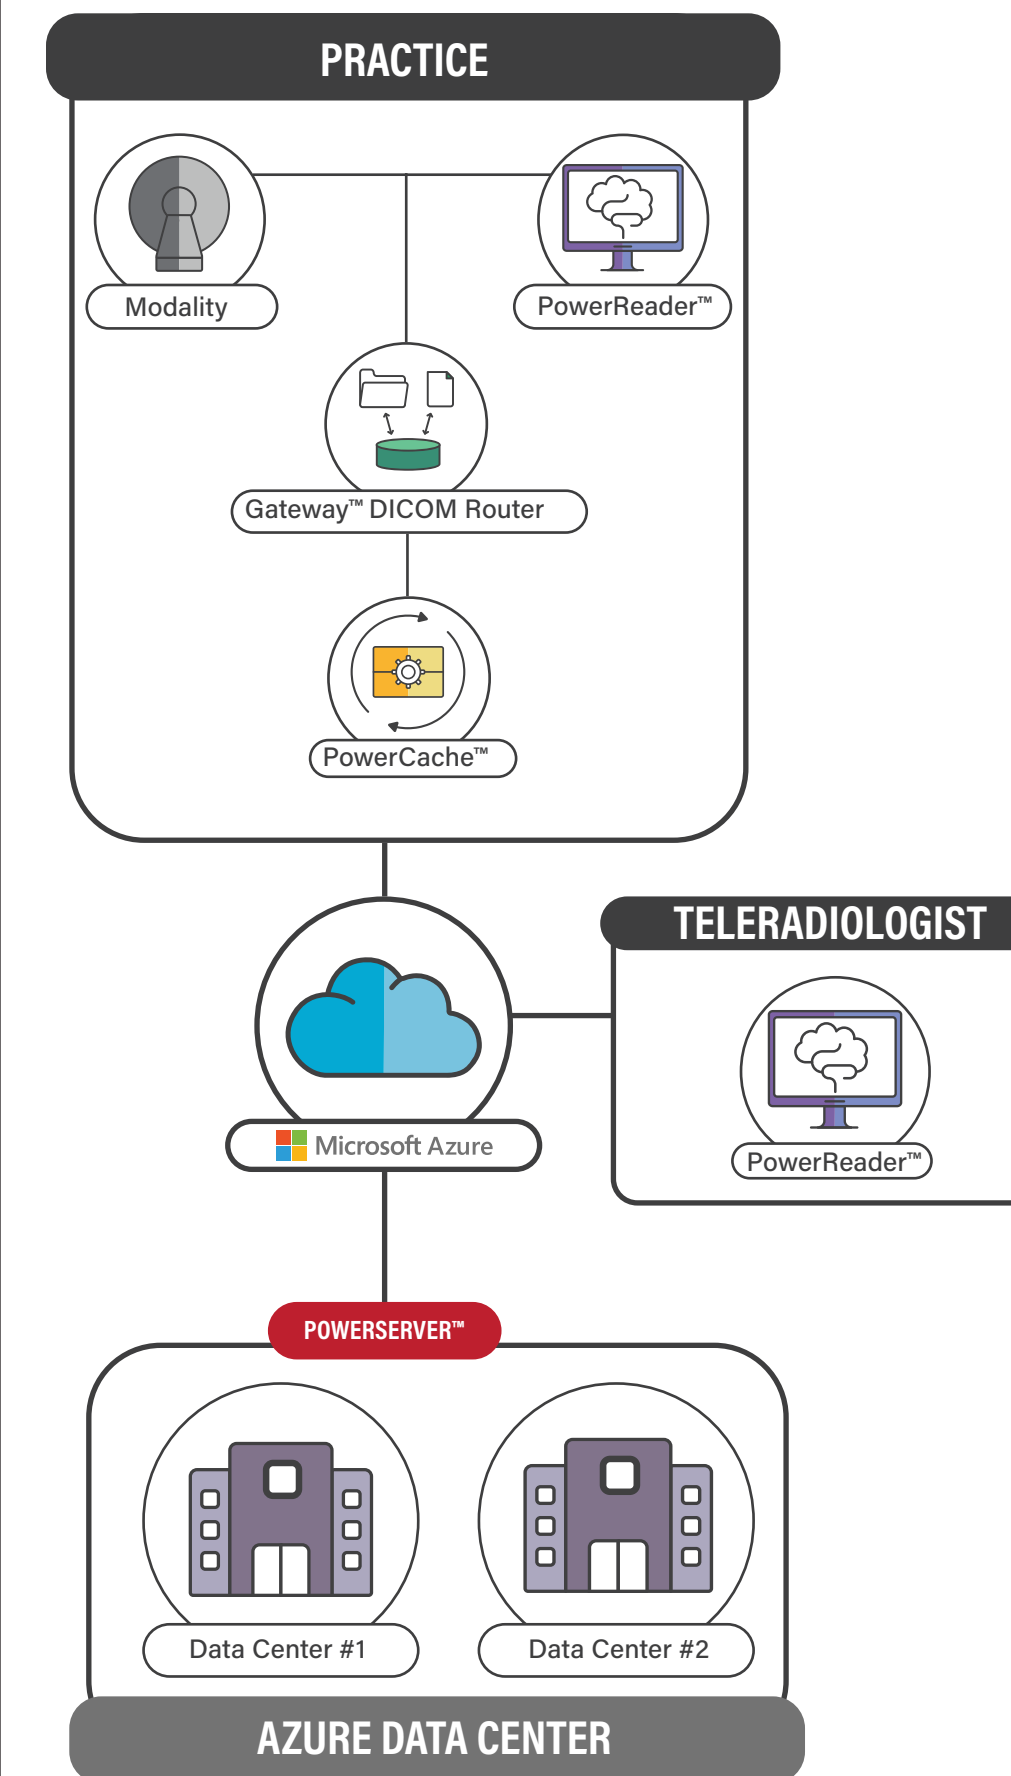 PRACTICE
Modality
PowerReader™
Gateway™ DICOM Router
PowerCache™
TELERADIOLOGIST
PowerReader™
Microsoft Azure
POWERSERVER™
Data Center #1
Data Center #2
AZURE DATA CENTER